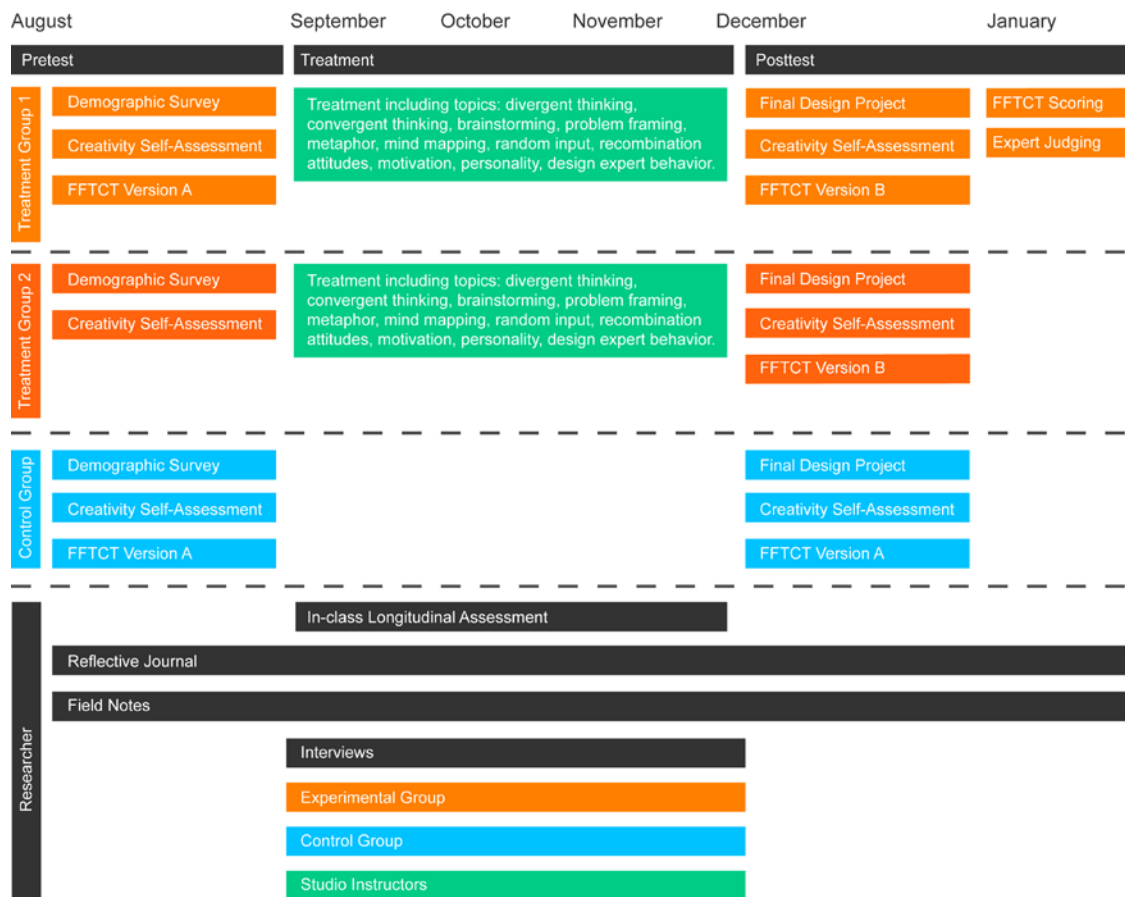 August September October November December January
Pretest Treatment Posttest
Treatment Group 1
Demographic Survey
Creativity Self-Assessment
FFTCT Version A
Treatment including topics: divergent thinking,
convergent thinking, brainstorming, problem framing,
metaphor, mind mapping, random input, recombination
attitudes, motivation, personality, design expert behavior.
Final Design Project
Creativity Self-Assessment
FFTCT Version B
FFTCT Scoring
Expert Judging
Treatment Group 2
Demographic Survey
Creativity Self-Assessment
Treatment including topics: divergent thinking,
convergent thinking, brainstorming, problem framing,
metaphor, mind mapping, random input, recombination
attitudes, motivation, personality, design expert behavior.
Final Design Project
Creativity Self-Assessment
FFTCT Version B
Control Group
Demographic Survey
Creativity Self-Assessment
FFTCT Version A
Final Design Project
Creativity Self-Assessment
FFTCT Version A
Researcher
In-class Longitudinal Assessment
Reflective Journal
Field Notes
Interviews
Experimental Group
Control Group
Studio Instructors